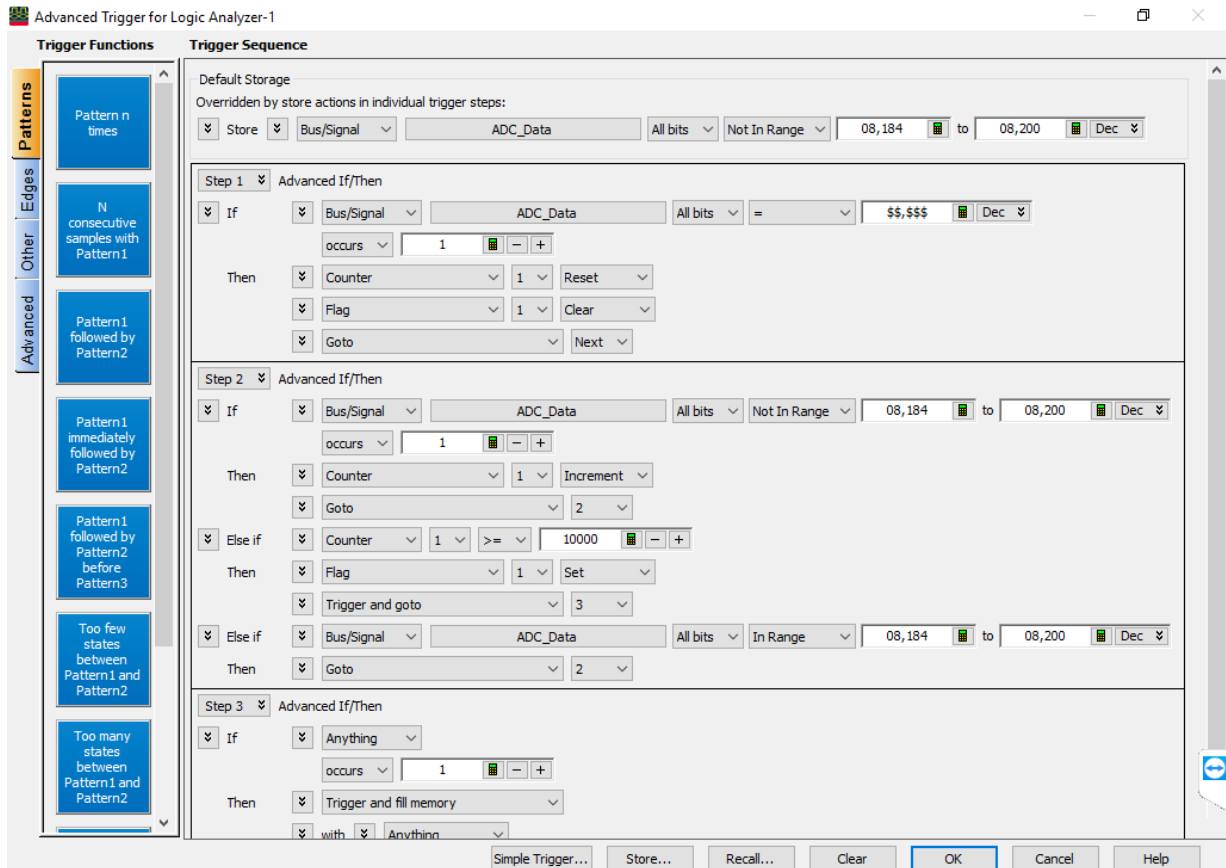 Advanced Trigger for Logic Analyzer-1
Trigger Functions
Trigger Sequence
Patterns
Edges
Other
Advanced
Pattern n
times
N
consecutive
samples with
Pattern1
Pattern1
followed by
Pattern2
Pattern1
immediately
followed by
Pattern2
Pattern1
followed by
Pattern2
before
Pattern3
Too few
states
between
Pattern1 and
Pattern2
Too many
states
between
Pattern1 and
Pattern2
Default Storage
Overridden by store actions in individual trigger steps:
Store Bus/Signal ADC_Data All bits Not In Range 08,184 to 08,200 Dec
Step 1 Advanced If/Then
If Bus/Signal ADC_Data All bits = $$,$$$ Dec
occurs 1 − +
Then Counter 1 Reset
Flag 1 Clear
Goto Next
Step 2 Advanced If/Then
If Bus/Signal ADC_Data All bits Not In Range 08,184 to 08,200 Dec
occurs 1 − +
Then Counter 1 Increment
Goto 2
Else if Counter 1 >= 10000 − +
Then Flag 1 Set
Trigger and goto 3
Else if Bus/Signal ADC_Data All bits In Range 08,184 to 08,200 Dec
Then Goto 2
Step 3 Advanced If/Then
If Anything
occurs 1 − +
Then Trigger and fill memory
with Anything
Simple Trigger... Store... Recall... Clear OK Cancel Help